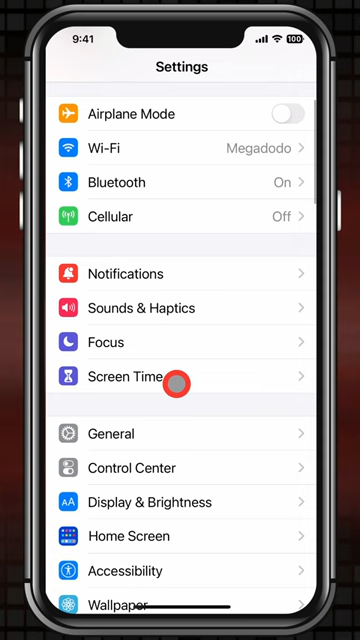 9:41
100
Settings
Airplane Mode
Wi-Fi Megadodo
Bluetooth On
Cellular Off
Notifications
Sounds & Haptics
Focus
Screen Time
General
Control Center
AA Display & Brightness
Home Screen
Accessibility
Wallpaper